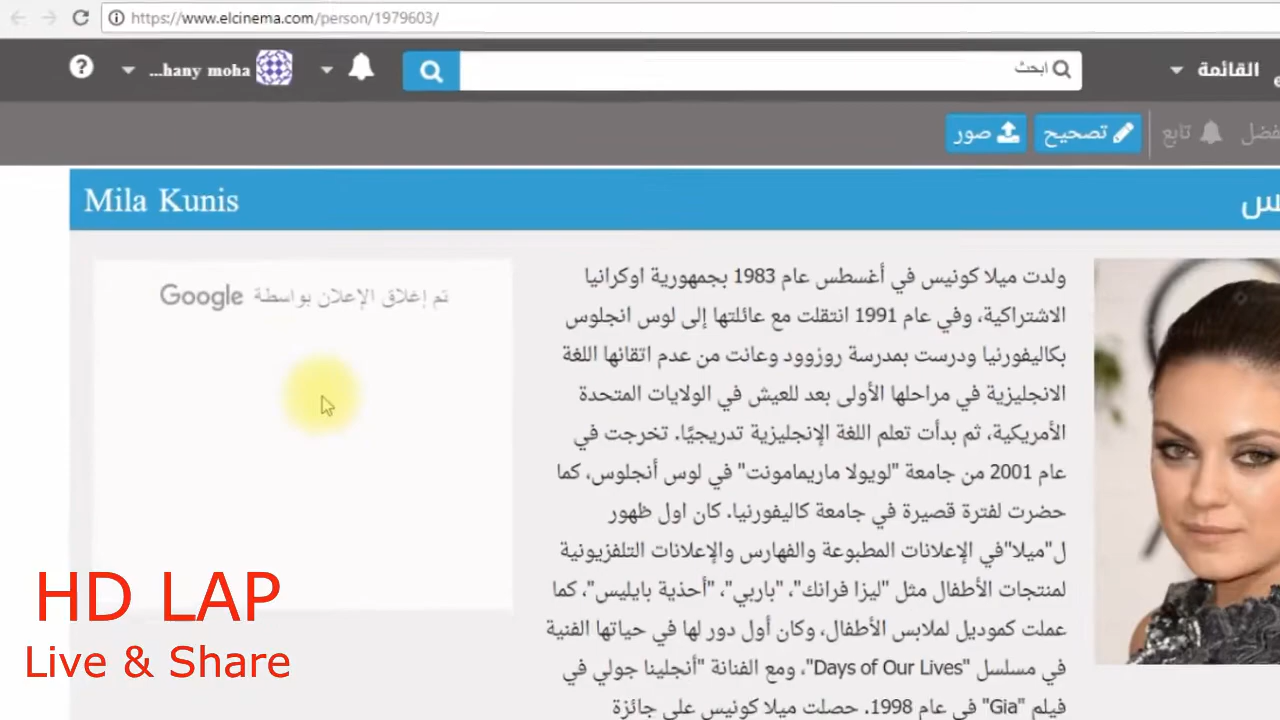 https://www.elcinema.com/person/1979603/
القائمة
ابحث
hany moha...
تابع
تصحيح
صور
Mila Kunis
ولدت ميلا كونيس في أغسطس عام 1983 بجمهورية اوكرانيا
الاشتراكية، وفي عام 1991 انتقلت مع عائلتها إلى لوس انجلوس
بكاليفورنيا ودرست بمدرسة روزوود وعانت من عدم اتقانها اللغة
الانجليزية في مراحلها الأولى بعد للعيش في الولايات المتحدة
الأمريكية، ثم بدأت تعلم اللغة الإنجليزية تدريجيًا. تخرجت في
عام 2001 من جامعة "لويولا ماريمامونت" في لوس أنجلوس، كما
حضرت لفترة قصيرة في جامعة كاليفورنيا. كان اول ظهور
ل"ميلا"في الإعلانات المطبوعة والفهارس والإعلانات التلفزيونية
لمنتجات الأطفال مثل "ليزا فرانك"، "باربي"، "أحذية بايليس"، كما
عملت كموديل لملابس الأطفال، وكان أول دور لها في حياتها الفنية
في مسلسل "Days of Our Lives"، ومع الفنانة "أنجلينا جولي في
فيلم "Gia" في عام 1998. حصلت ميلا كونيس على جائزة
تم إغلاق الإعلان بواسطة Google
HD LAP
Live & Share